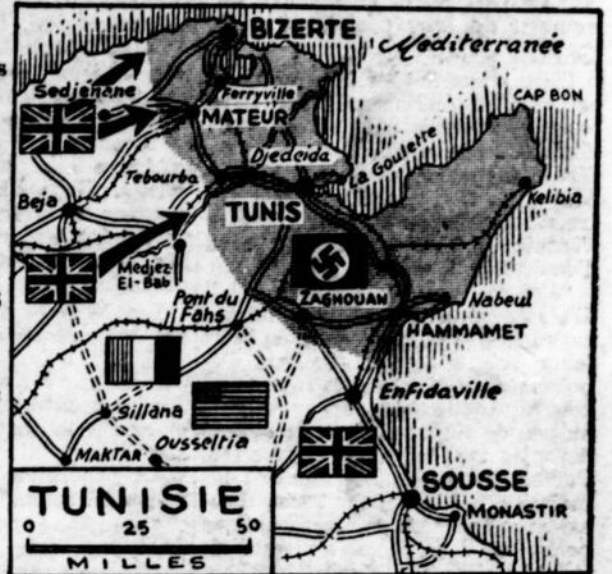 BIZERTE
Méditerranée
Sedjenane
Ferryville
CAP BON
MATEUR
Djedeida
La Goulette
Tebourba
Kelibia
Beja
TUNIS
Medjez-
El-Bab
Pont du
Fahs
ZAGHOUAN
Nabeul
HAMMAMET
Enfidaville
Sillana
MAKTAR
Ousseltia
SOUSSE
MONASTIR
TUNISIE
0 25 50
MILLES